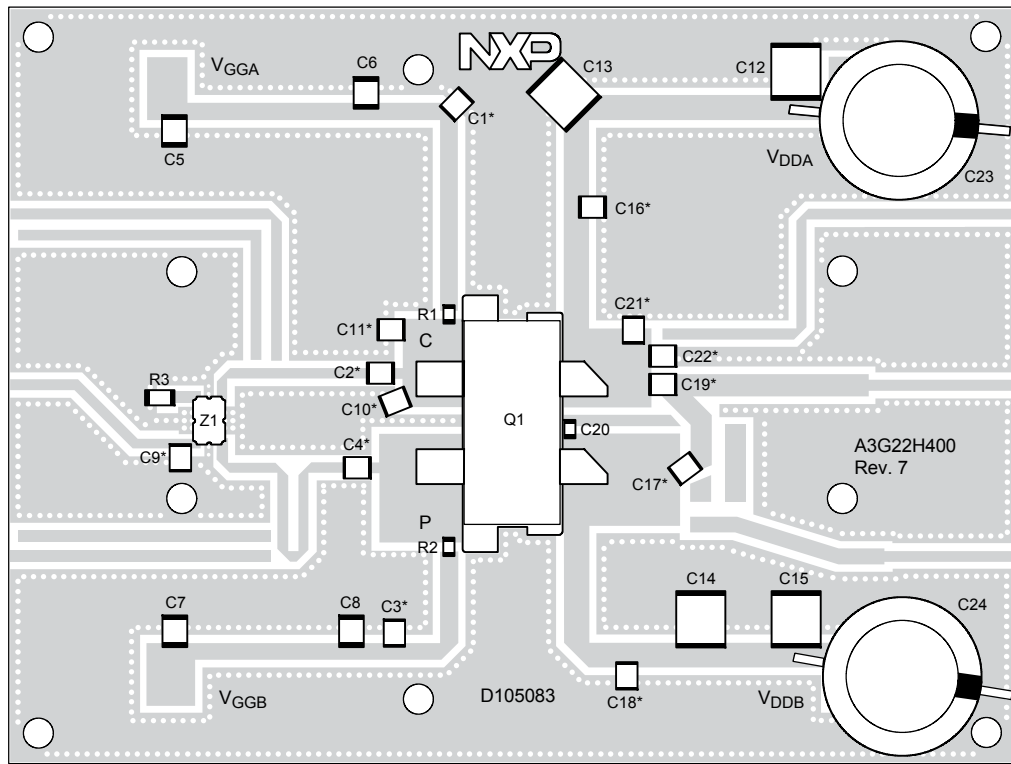 NXP
VGGA
C6
C1*
C13
C12
C5
VDDA
C23
C16*
R1
C21*
C11*
C
C22*
C2*
C19*
R3
C10*
Z1
Q1
C20
C4*
A3G22H400
Rev. 7
C9*
C17*
P
R2
C7
C8
C3*
C14
C15
C24
VGGB
D105083
C18*
VDDB